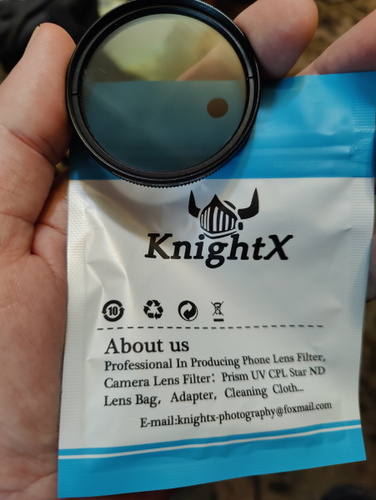 KnightX
10
About us
Professional In Producing Phone Lens Filter,
Camera Lens Filter: Prism UV CPL Star ND
Lens Bag, Adapter, Cleaning Cloth...
E-mail:knightx-photography@foxmail.com